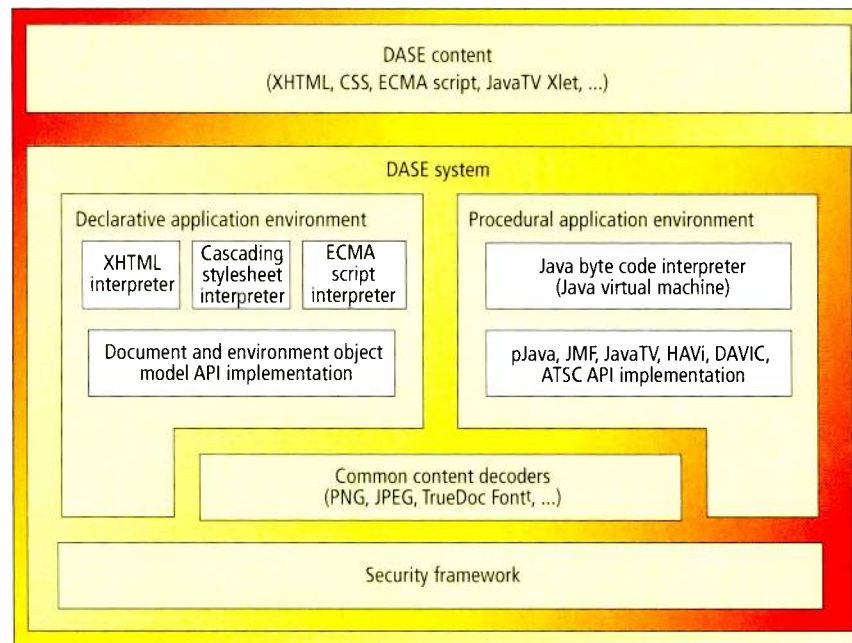 DASE content
(XHTML, CSS, ECMA script, JavaTV Xlet, ...)
DASE system
Declarative application environment
XHTML
interpreter
Cascading
stylesheet
interpreter
ECMA
script
interpreter
Document and environment object
model API implementation
Procedural application environment
Java byte code interpreter
(Java virtual machine)
pJava, JMF, JavaTV, HAVi, DAVIC,
ATSC API implementation
Common content decoders
(PNG, JPEG, TrueDoc Fontᵗ, ...)
Security framework